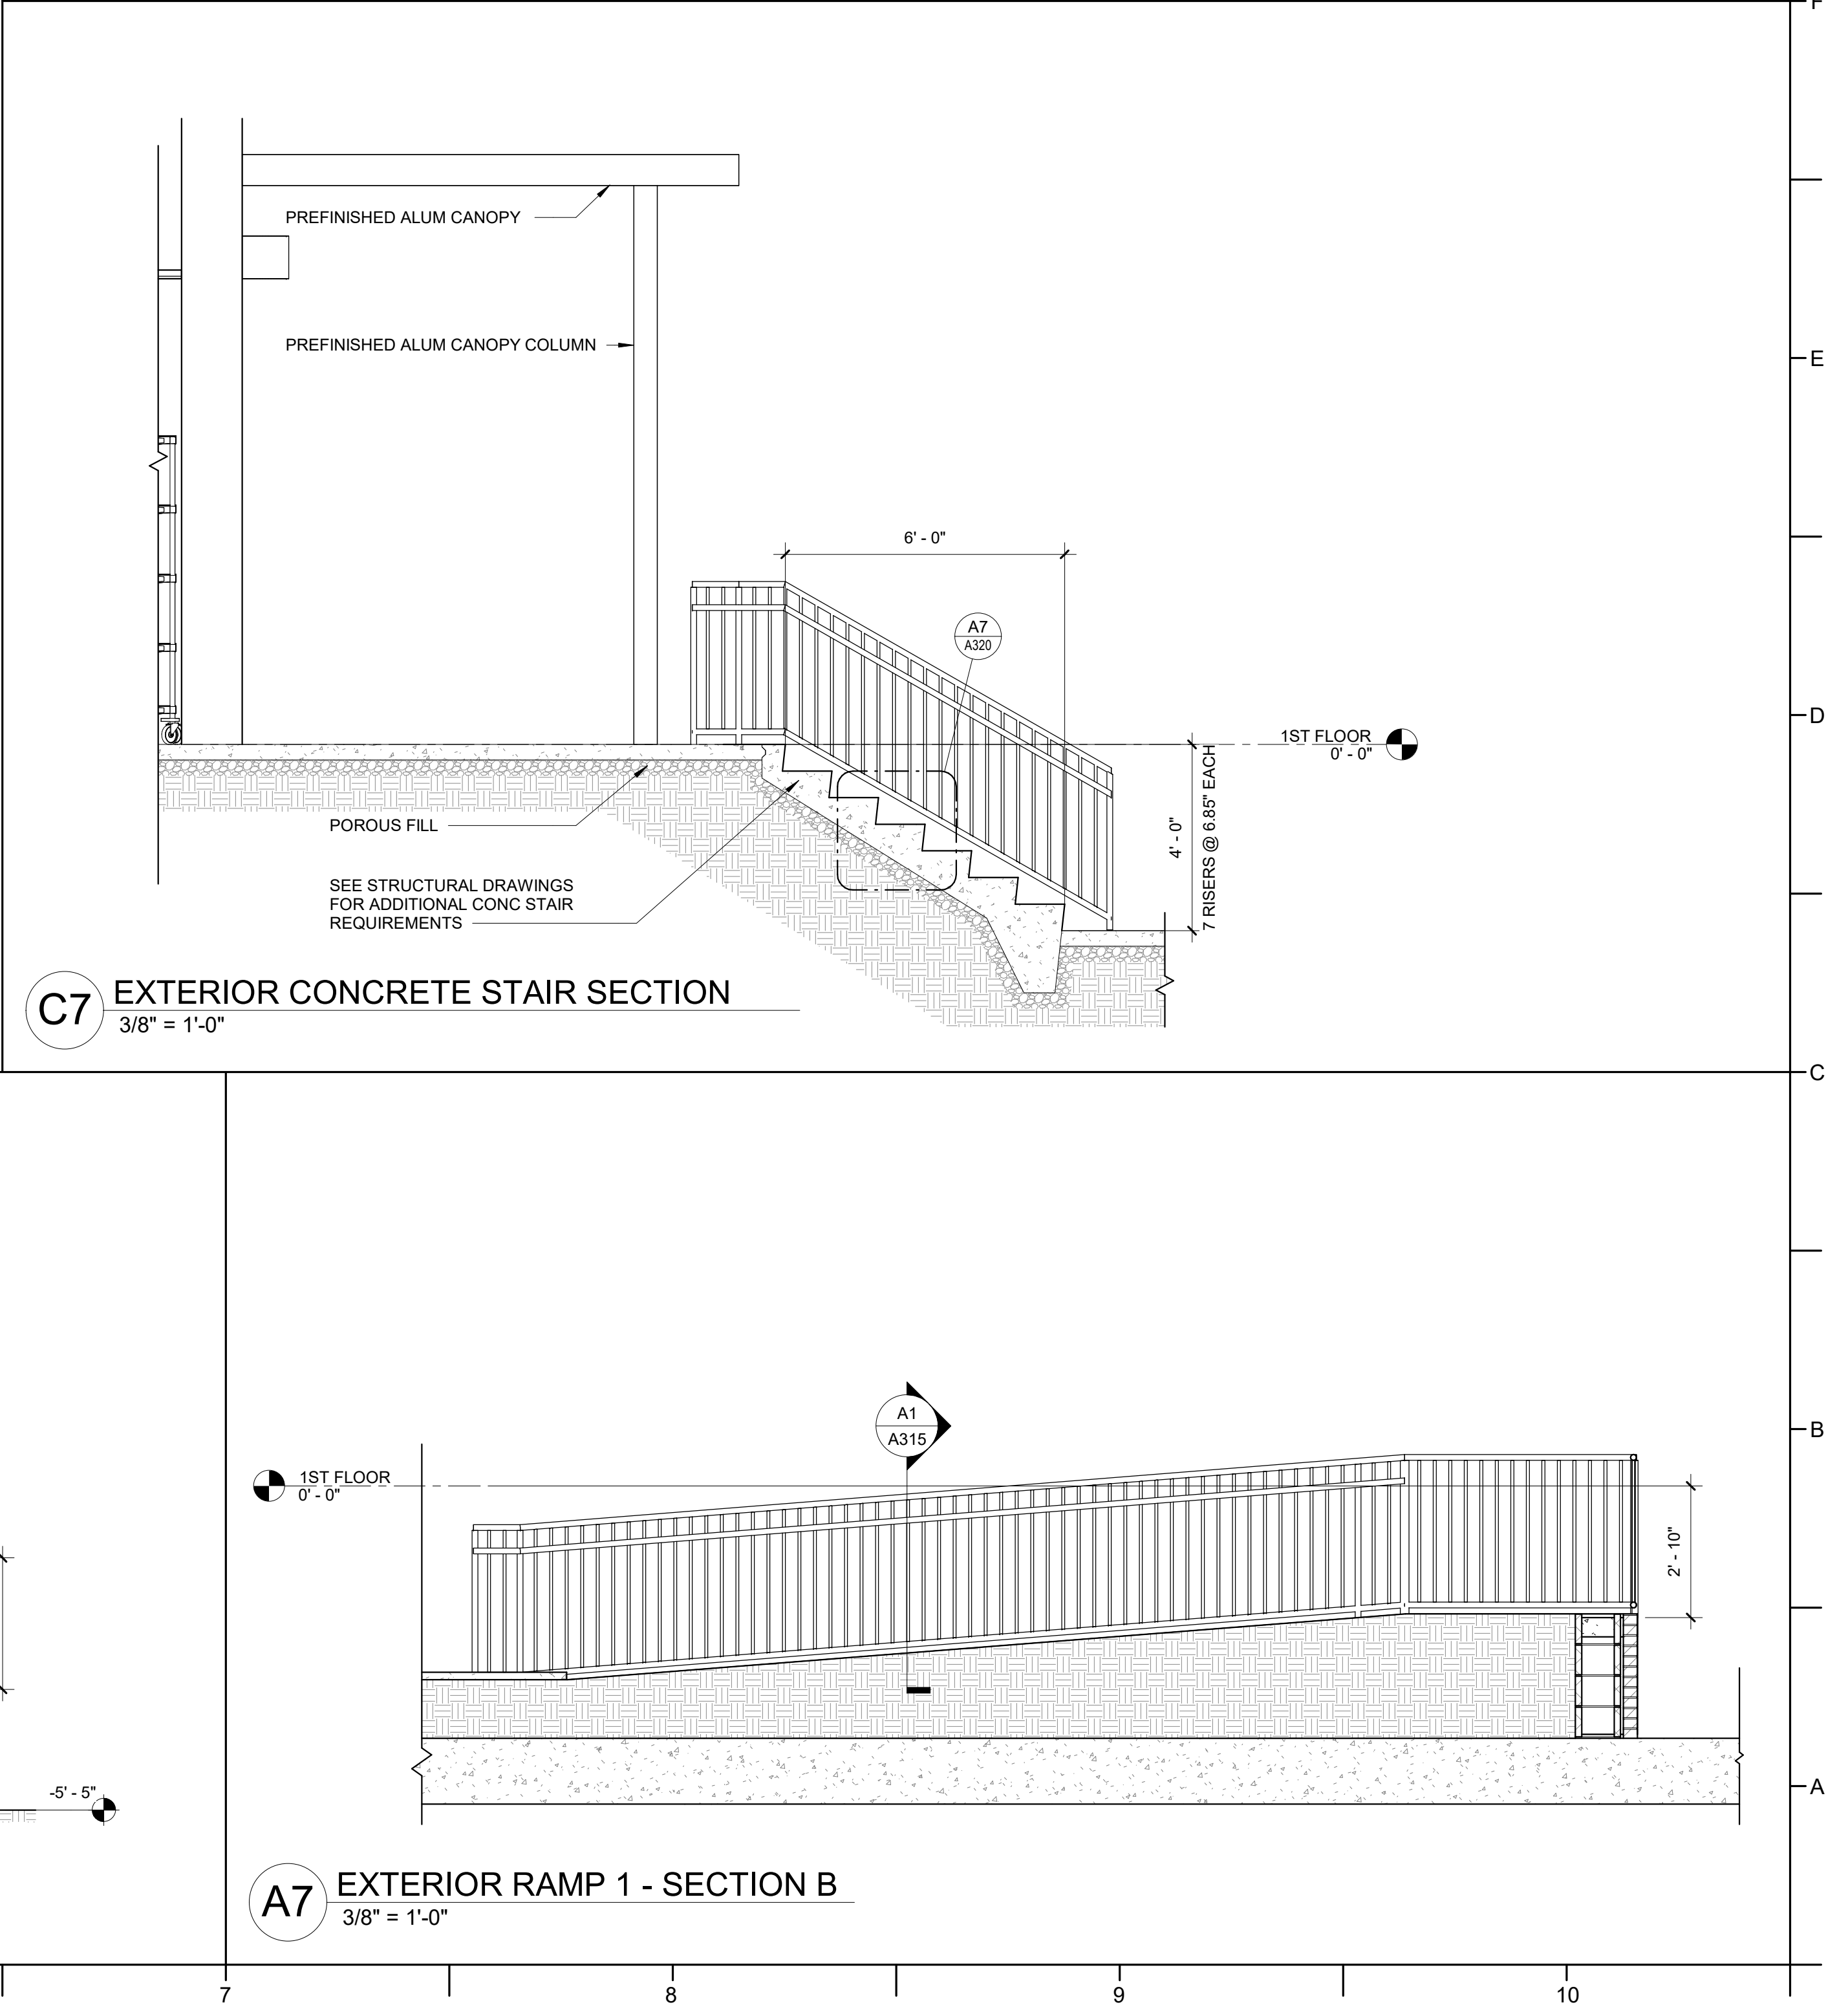 F
PREFINISHED ALUM CANOPY
PREFINISHED ALUM CANOPY COLUMN
E
6' - 0"
A7
A320
D
1ST FLOOR
0' - 0"
4' - 0"
7 RISERS @ 6.85" EACH
POROUS FILL
SEE STRUCTURAL DRAWINGS
FOR ADDITIONAL CONC STAIR
REQUIREMENTS
C7
EXTERIOR CONCRETE STAIR SECTION
3/8" = 1'-0"
C
A1
A315
B
1ST FLOOR
0' - 0"
2' - 10"
-5' - 5"
A
A7
EXTERIOR RAMP 1 - SECTION B
3/8" = 1'-0"
7
8
9
10